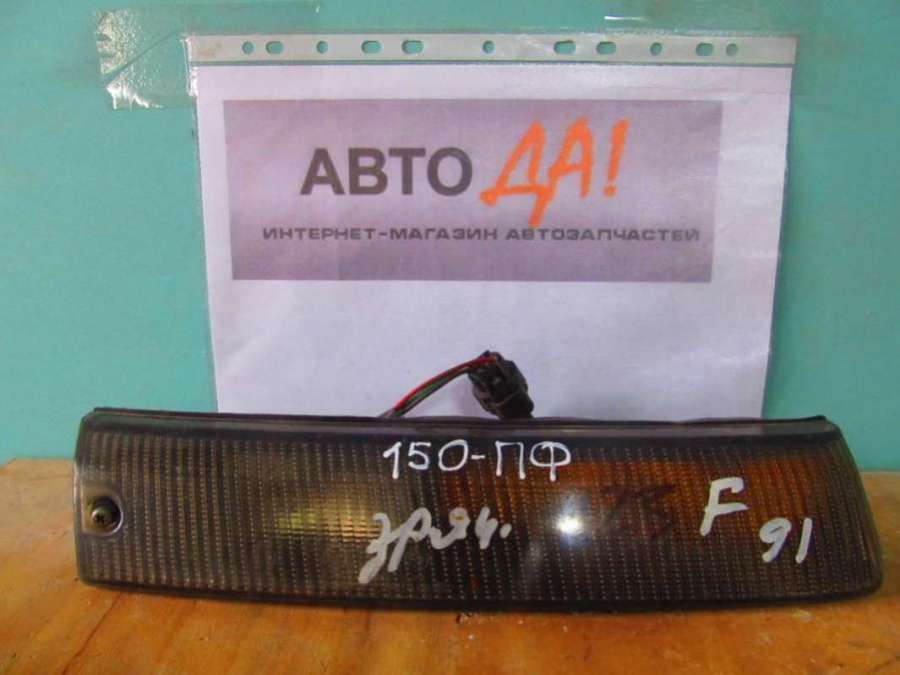 АВТО ДА!
ИНТЕРНЕТ-МАГАЗИН АВТОЗАПЧАСТЕЙ
150-ПФ
F
91